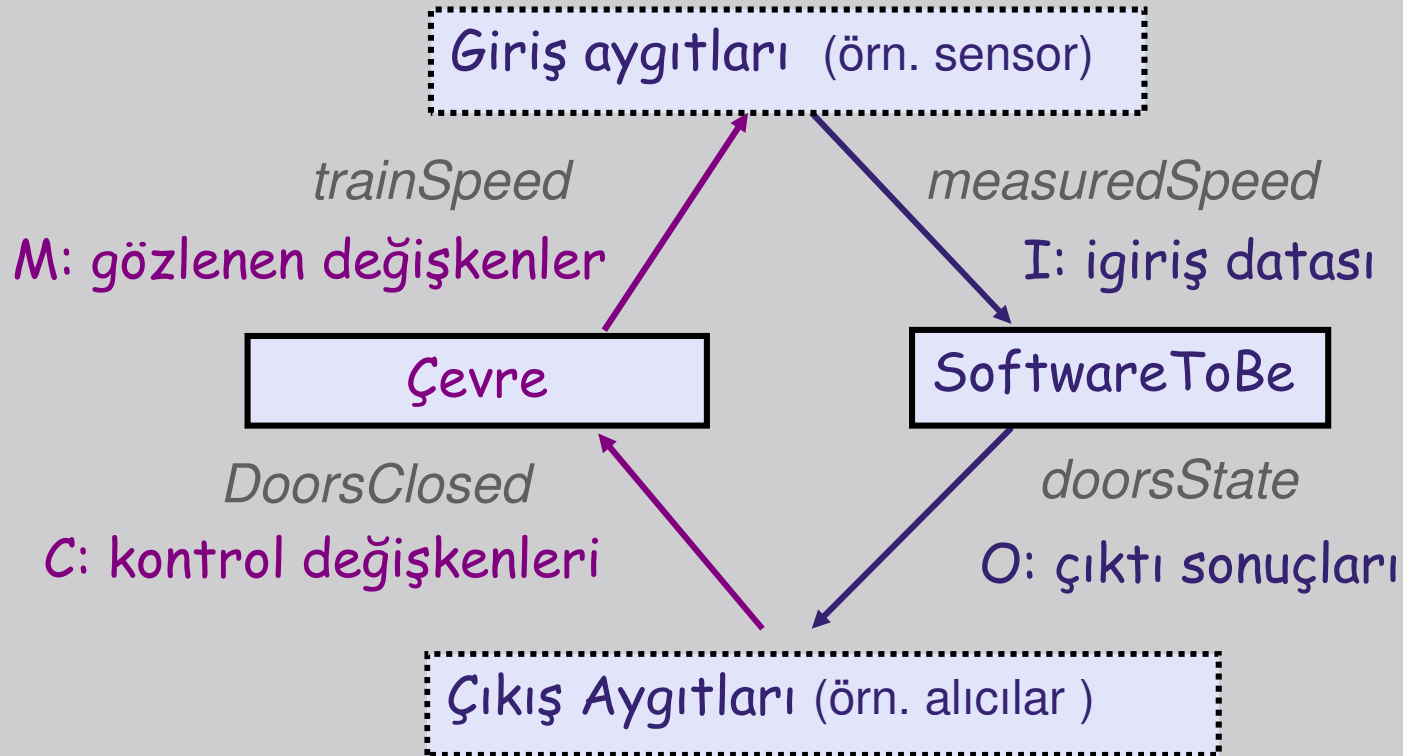 Giriş aygıtları (örn. sensor)
trainSpeed
measuredSpeed
M: gözlenen değişkenler
I: igiriş datası
Çevre
SoftwareToBe
DoorsClosed
doorsState
C: kontrol değişkenleri
O: çıktı sonuçları
Çıkış Aygıtları (örn. alıcılar )